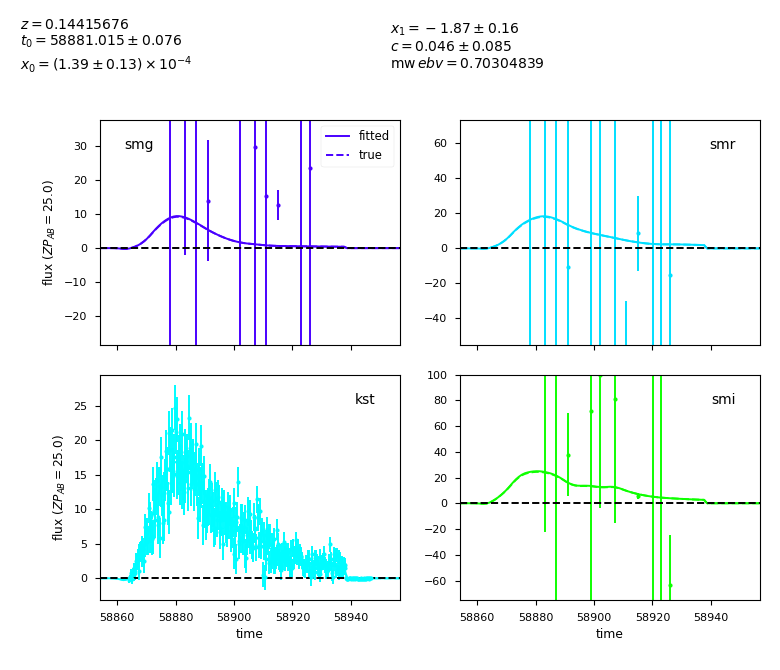 z = 0.14415676
t₀ = 58881.015 ± 0.076
x₀ = (1.39 ± 0.13) × 10⁻⁴
x₁ = −1.87 ± 0.16
c = 0.046 ± 0.085
mw ebv = 0.70304839
smg
fitted
true
30
20
10
0
−10
−20
flux (ZP_AB = 25.0)
smr
60
40
20
0
−20
−40
kst
25
20
15
10
5
0
flux (ZP_AB = 25.0)
58860 58880 58900 58920 58940
time
smi
100
80
60
40
20
0
−20
−40
−60
58860 58880 58900 58920 58940
time